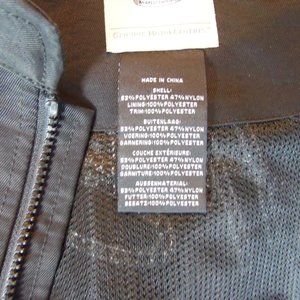 MADE IN CHINA
SHELL:
53%POLYESTER 47%NYLON
LINING:100%POLYESTER
TRIM:100%POLYESTER
BUITENLAAG:
53%POLYESTER 47%NYLON
VOERING:100%POLYESTER
GARNERING:100%POLYESTER
COUCHE EXTÉRIEURE:
53%POLYESTER 47%NYLON
DOUBLURE:100%POLYESTER
GARNITURE:100%POLYESTER
AUSSENMATERIAL:
53%POLYESTER 47%NYLON
FUTTER:100%POLYESTER
BESATZ:100%POLYESTER